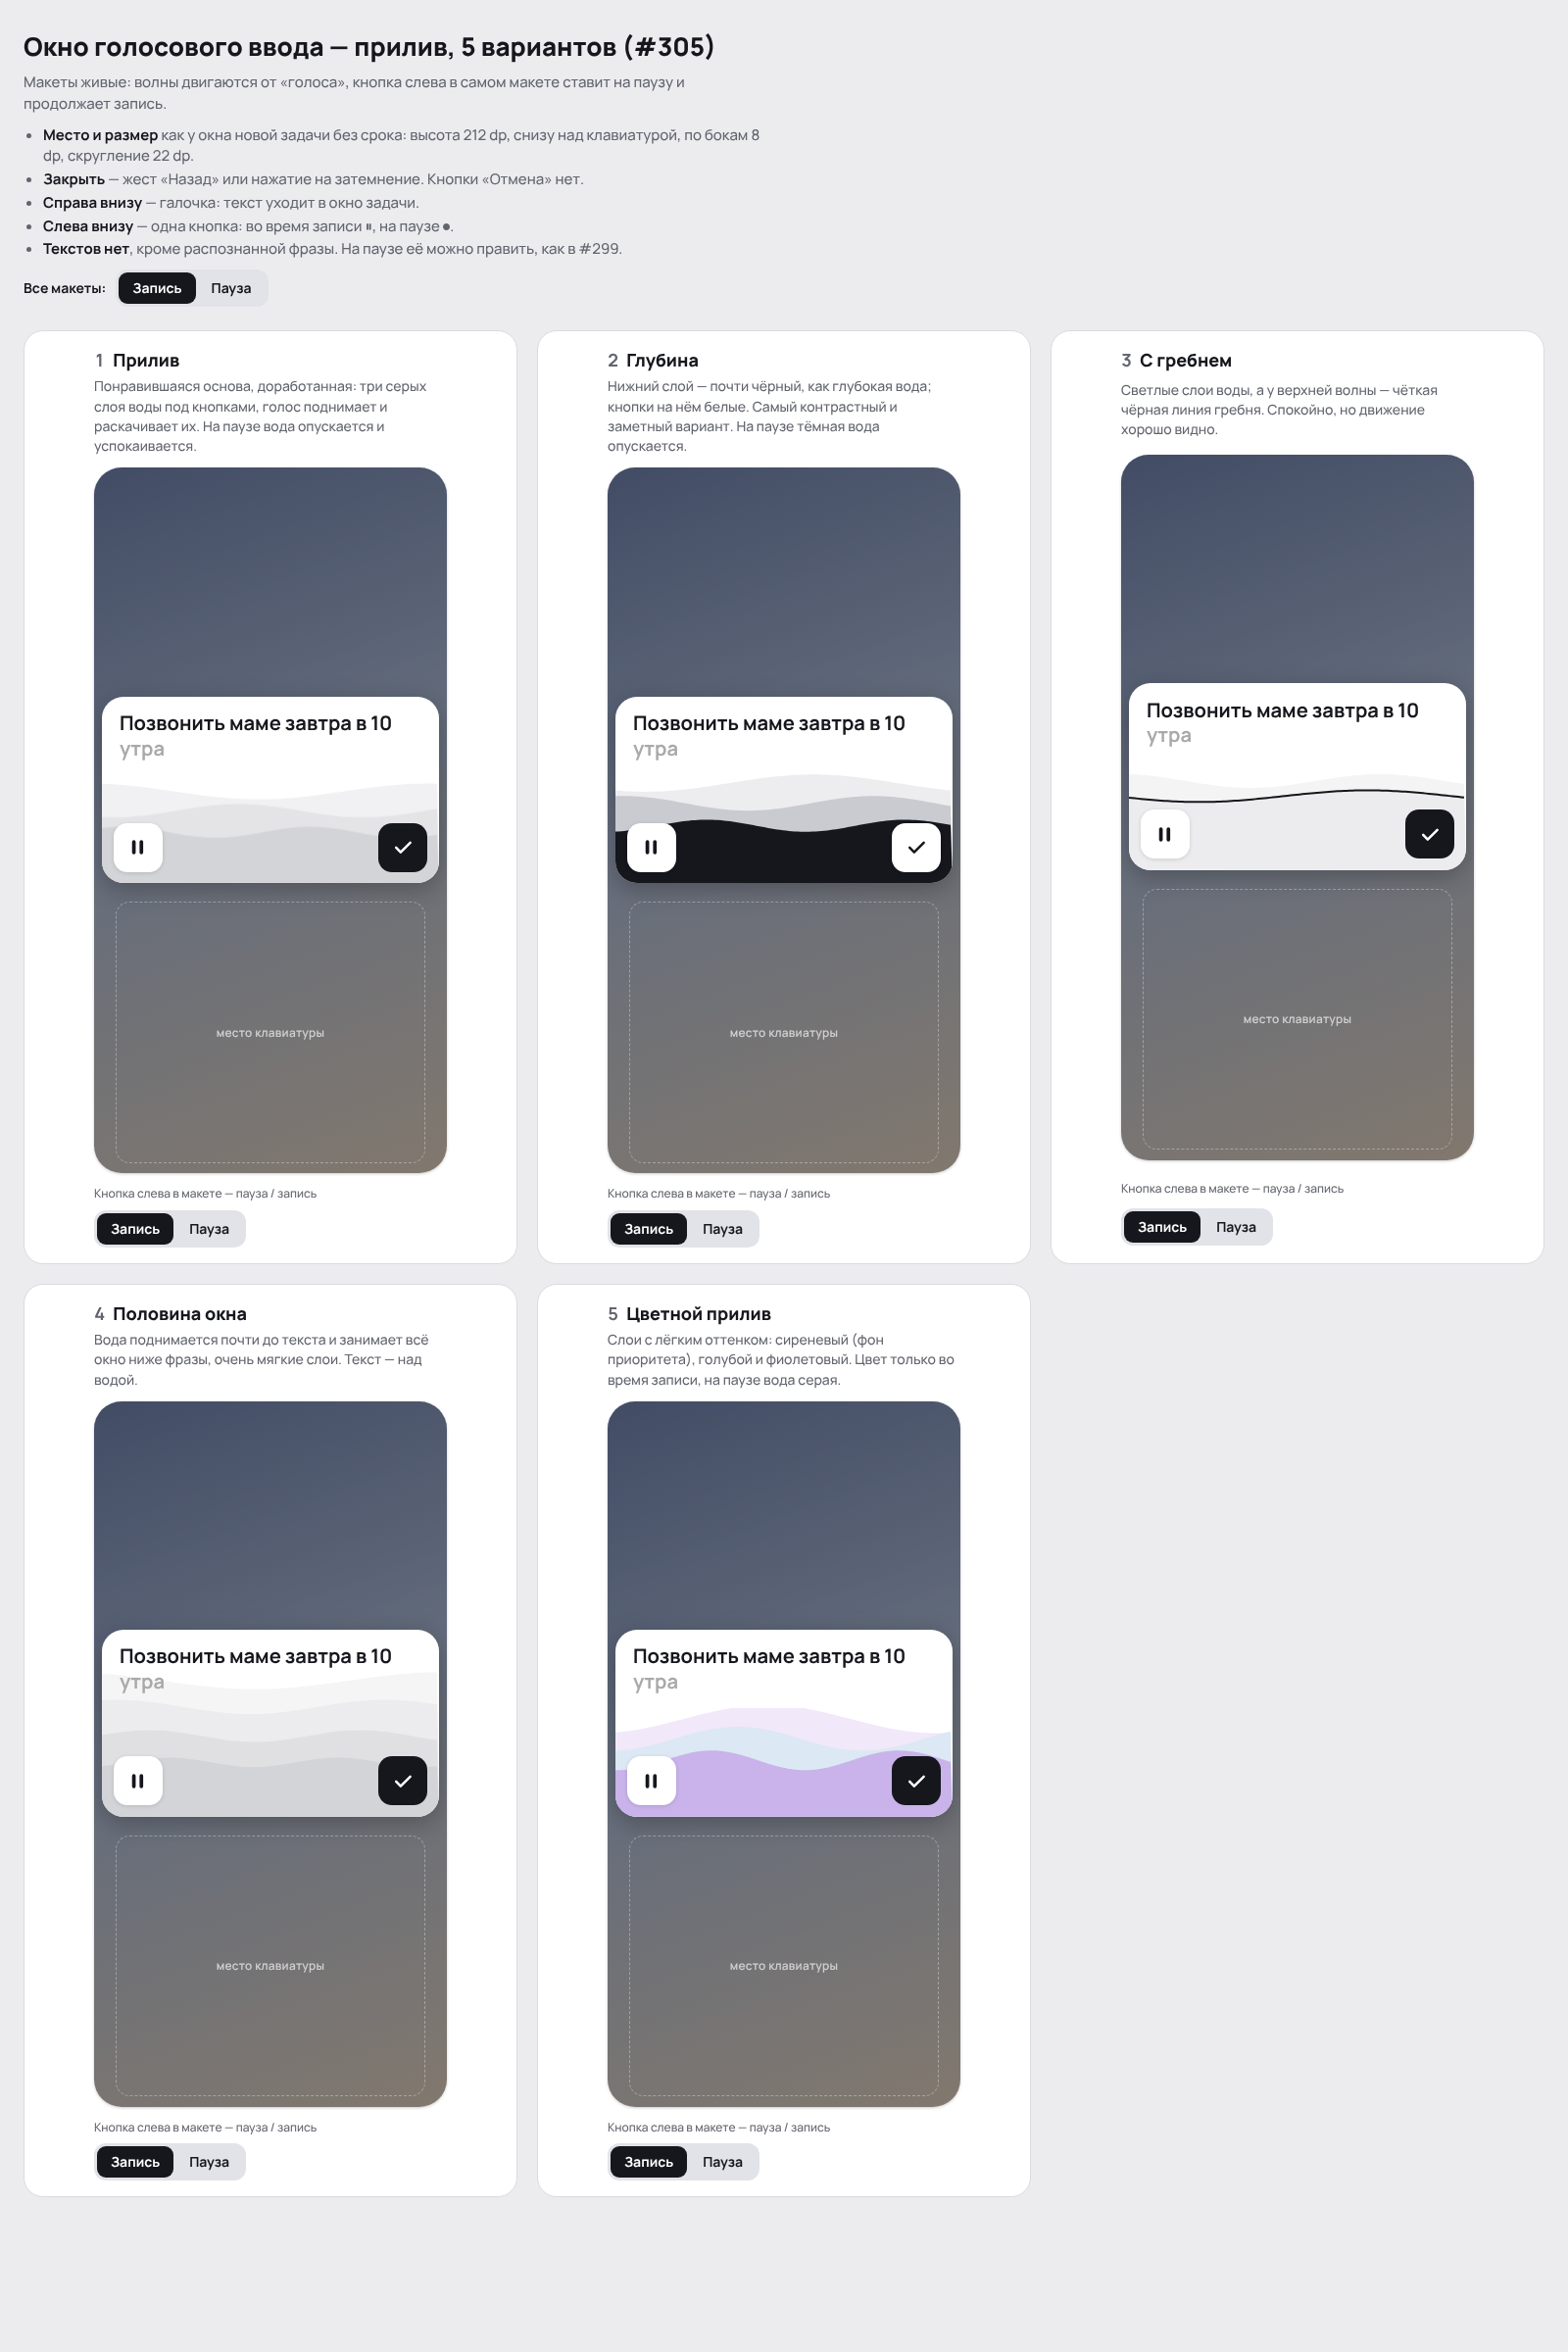 Окно голосового ввода — прилив, 5 вариантов (#305)
Макеты живые: волны двигаются от «голоса», кнопка слева в самом макете ставит на паузу и
продолжает запись.
• Место и размер как у окна новой задачи без срока: высота 212 dp, снизу над клавиатурой, по бокам 8
dp, скругление 22 dp.
• Закрыть — жест «Назад» или нажатие на затемнение. Кнопки «Отмена» нет.
• Справа внизу — галочка: текст уходит в окно задачи.
• Слева внизу — одна кнопка: во время записи ⏸, на паузе ●.
• Текстов нет, кроме распознанной фразы. На паузе её можно править, как в #299.
Все макеты: Запись Пауза
1 Прилив
Понравившаяся основа, доработанная: три серых
слоя воды под кнопками, голос поднимает и
раскачивает их. На паузе вода опускается и
успокаивается.
Позвонить маме завтра в 10
утра
место клавиатуры
Кнопка слева в макете — пауза / запись
Запись Пауза
2 Глубина
Нижний слой — почти чёрный, как глубокая вода;
кнопки на нём белые. Самый контрастный и
заметный вариант. На паузе тёмная вода
опускается.
Позвонить маме завтра в 10
утра
место клавиатуры
Кнопка слева в макете — пауза / запись
Запись Пауза
3 С гребнем
Светлые слои воды, а у верхней волны — чёткая
чёрная линия гребня. Спокойно, но движение
хорошо видно.
Позвонить маме завтра в 10
утра
место клавиатуры
Кнопка слева в макете — пауза / запись
Запись Пауза
4 Половина окна
Вода поднимается почти до текста и занимает всё
окно ниже фразы, очень мягкие слои. Текст — над
водой.
Позвонить маме завтра в 10
утра
место клавиатуры
Кнопка слева в макете — пауза / запись
Запись Пауза
5 Цветной прилив
Слои с лёгким оттенком: сиреневый (фон
приоритета), голубой и фиолетовый. Цвет только во
время записи, на паузе вода серая.
Позвонить маме завтра в 10
утра
место клавиатуры
Кнопка слева в макете — пауза / запись
Запись Пауза